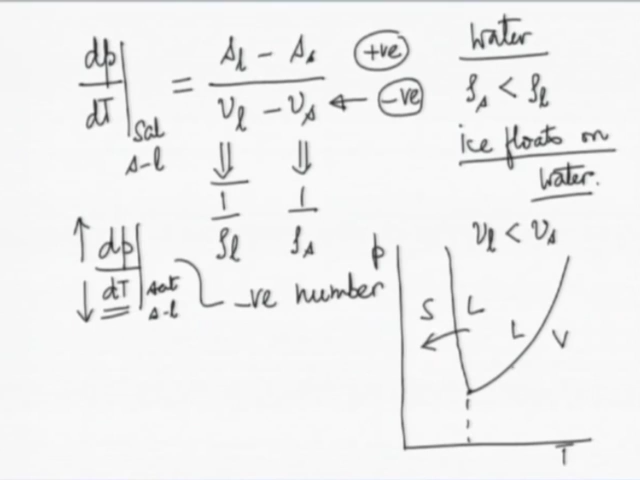 dp/dT|sat s-l = (s_l - s_s)/(v_l - v_s) ← -ve
+ve
⇓ ⇓
1/ρ_l 1/ρ_s
↑↓ dp/dT|sat s-l -ve number
Water
ρ_s < ρ_l
ice floats on
Water.
v_l < v_s
p
S L
L V
T